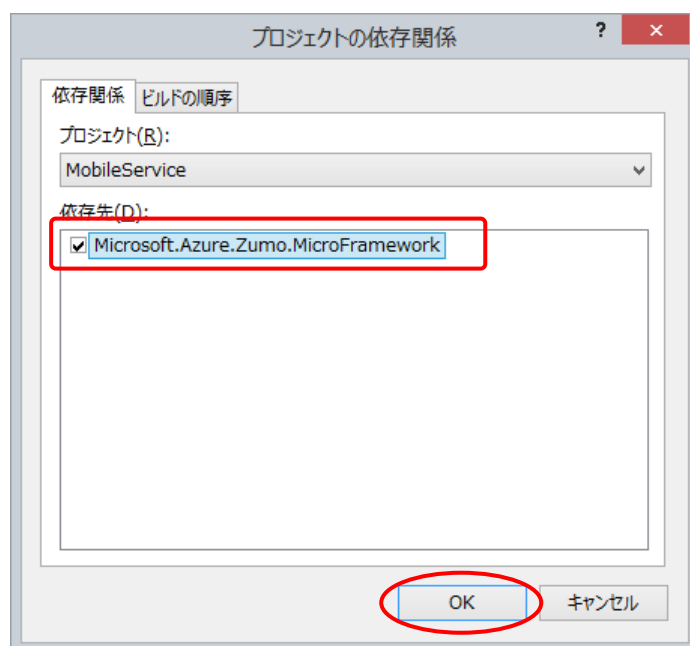 プロジェクトの依存関係 ? ×
依存関係 ビルドの順序
プロジェクト(R):
MobileService
依存先(D):
Microsoft.Azure.Zumo.MicroFramework
OK キャンセル